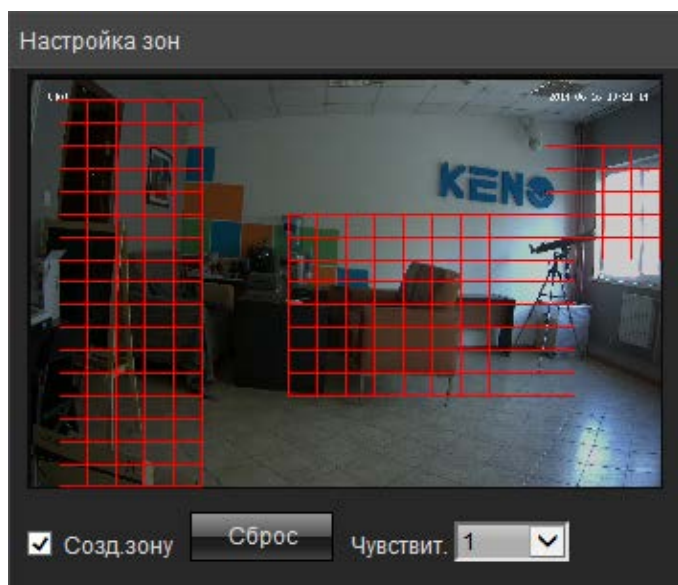 Настройка зон
KENO
Созд.зону
Сброс
Чувствит. 1